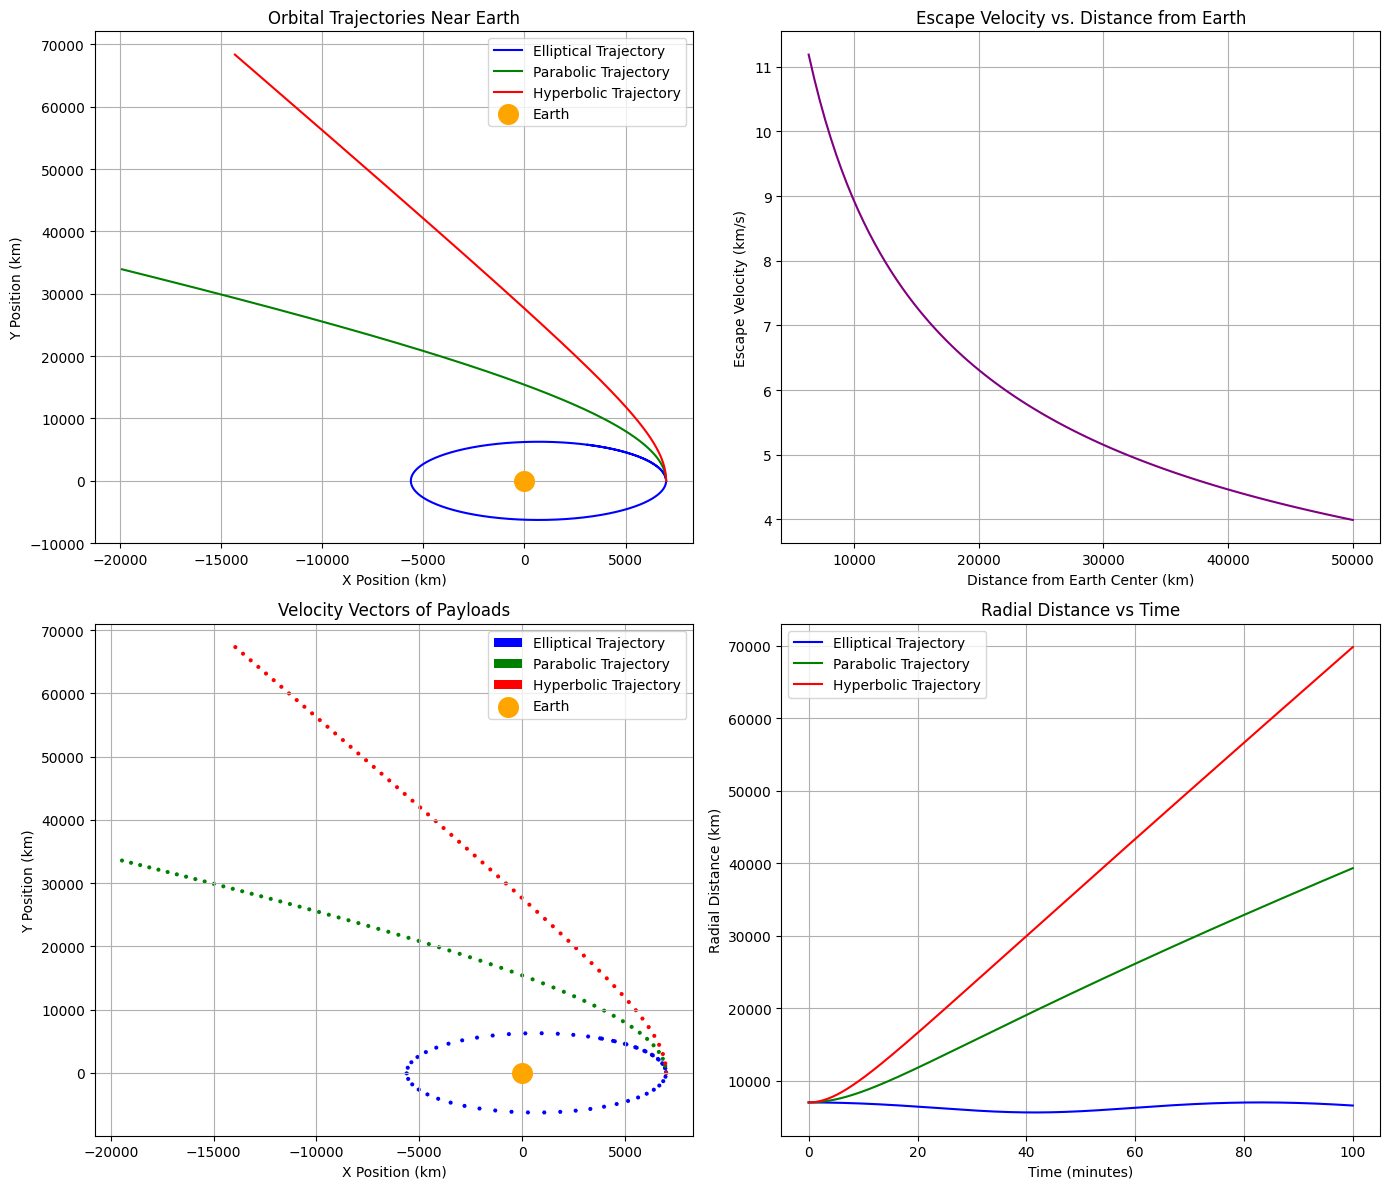 Orbital Trajectories Near Earth
70000
60000
50000
40000
30000
20000
10000
0
−10000
Y Position (km)
−20000 −15000 −10000 −5000 0 5000
X Position (km)
Elliptical Trajectory
Parabolic Trajectory
Hyperbolic Trajectory
Earth
Escape Velocity vs. Distance from Earth
11
10
9
8
7
6
5
4
Escape Velocity (km/s)
10000 20000 30000 40000 50000
Distance from Earth Center (km)
Velocity Vectors of Payloads
70000
60000
50000
40000
30000
20000
10000
0
Y Position (km)
−20000 −15000 −10000 −5000 0 5000
X Position (km)
Elliptical Trajectory
Parabolic Trajectory
Hyperbolic Trajectory
Earth
Radial Distance vs Time
70000
60000
50000
40000
30000
20000
10000
Radial Distance (km)
0 20 40 60 80 100
Time (minutes)
Elliptical Trajectory
Parabolic Trajectory
Hyperbolic Trajectory